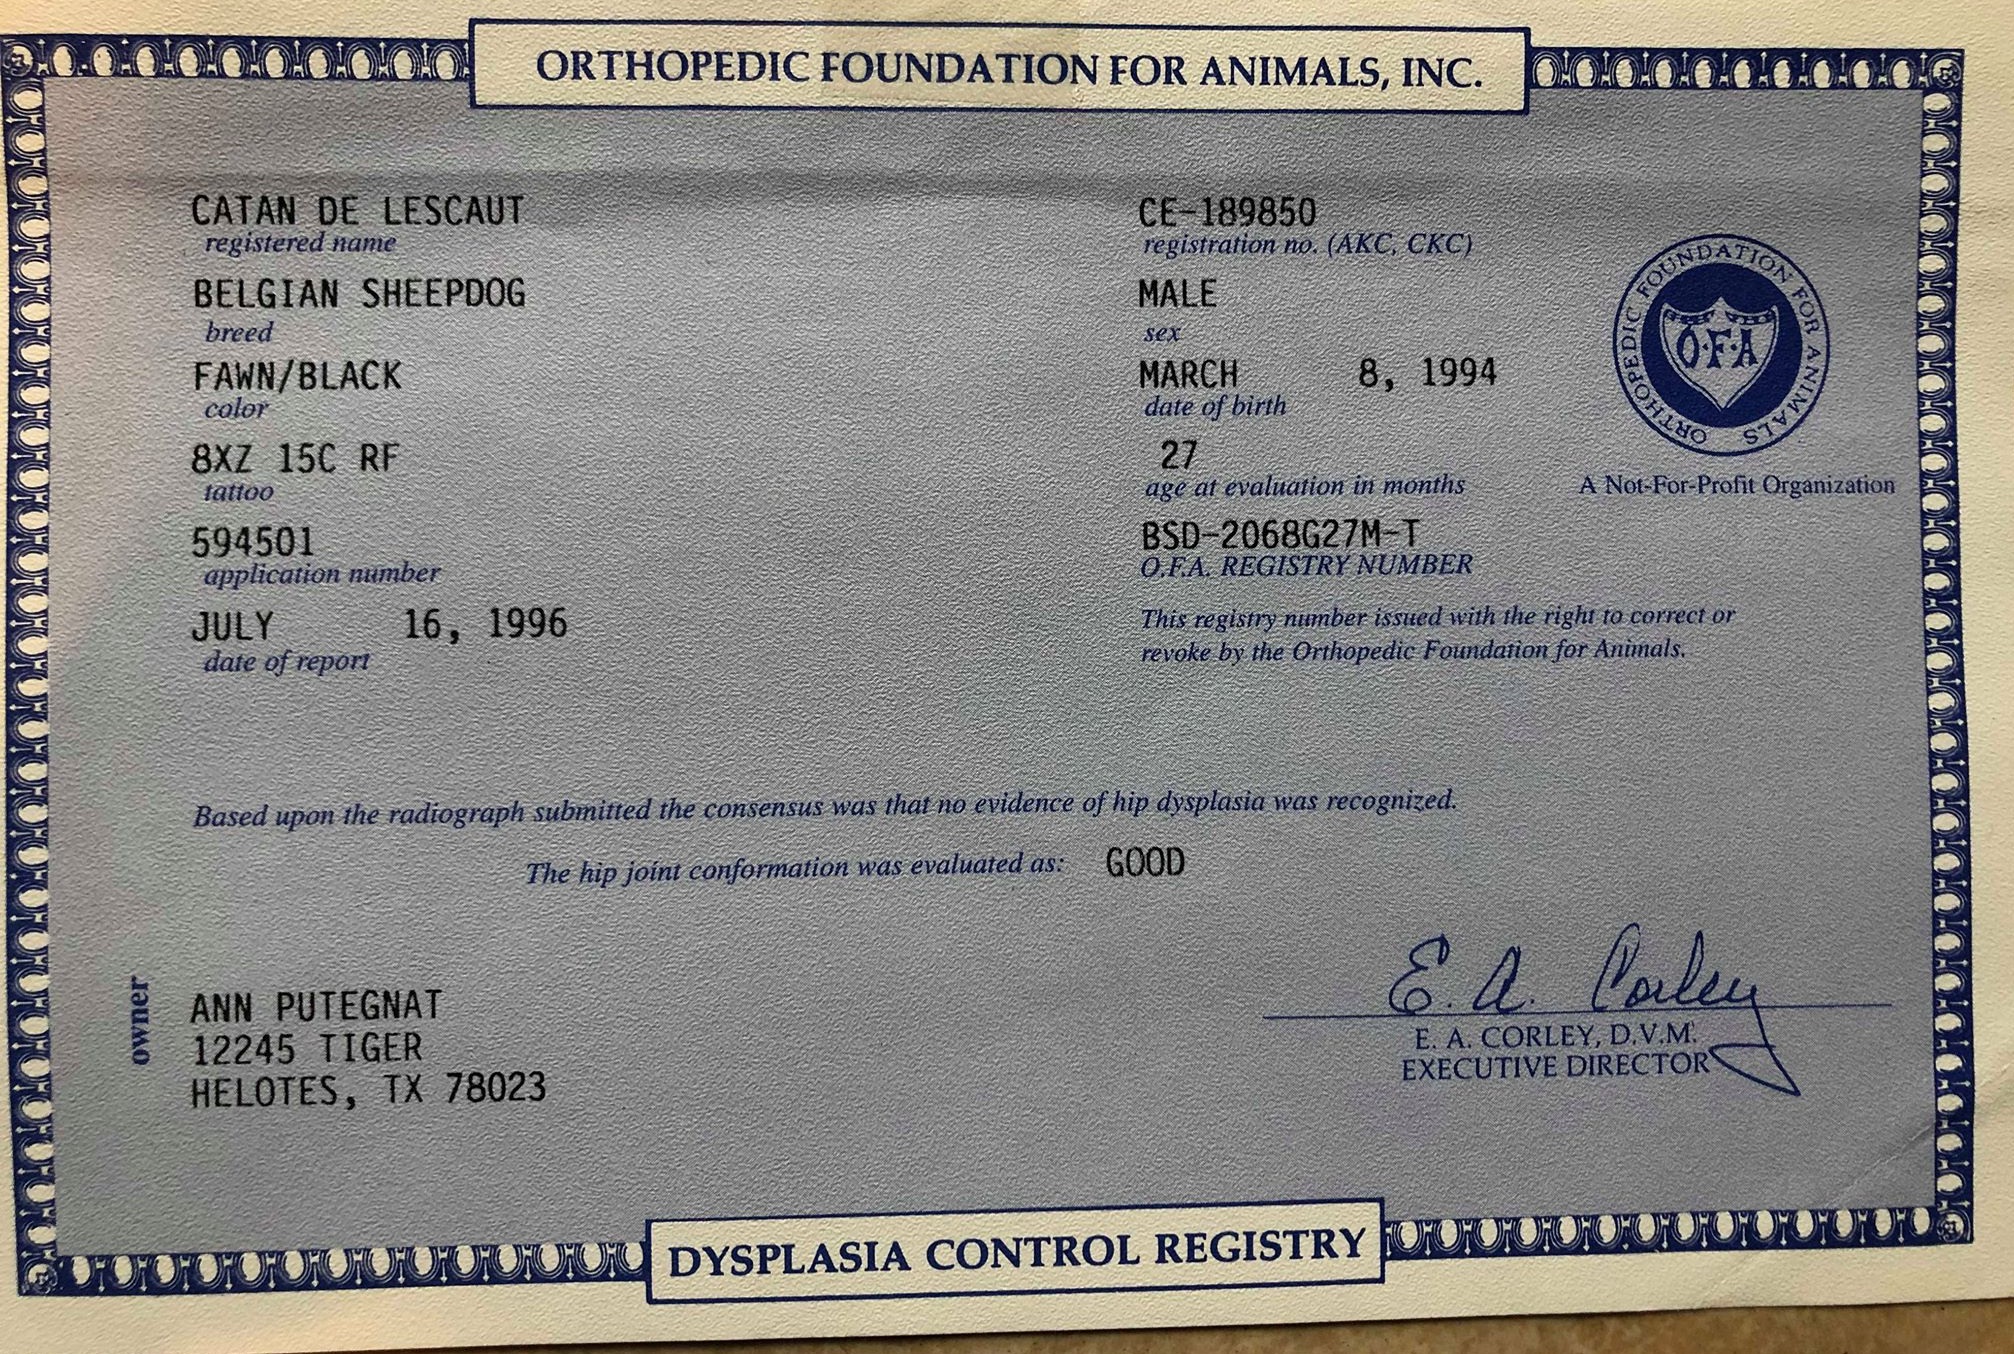 ORTHOPEDIC FOUNDATION FOR ANIMALS, INC.
CATAN DE LESCAUT
registered name
BELGIAN SHEEPDOG
breed
FAWN/BLACK
color
8XZ 15C RF
tattoo
594501
application number
JULY 16, 1996
date of report
CE-189850
registration no. (AKC, CKC)
MALE
sex
MARCH 8, 1994
date of birth
27
age at evaluation in months
BSD-2068G27M-T
O.F.A. REGISTRY NUMBER
This registry number issued with the right to correct or
revoke by the Orthopedic Foundation for Animals.
ORTHOPEDIC FOUNDATION FOR ANIMALS
O·F·A
A Not-For-Profit Organization
Based upon the radiograph submitted the consensus was that no evidence of hip dysplasia was recognized.
The hip joint conformation was evaluated as: GOOD
owner
ANN PUTEGNAT
12245 TIGER
HELOTES, TX 78023
E. A. Corley
E. A. CORLEY, D.V.M.
EXECUTIVE DIRECTOR
DYSPLASIA CONTROL REGISTRY